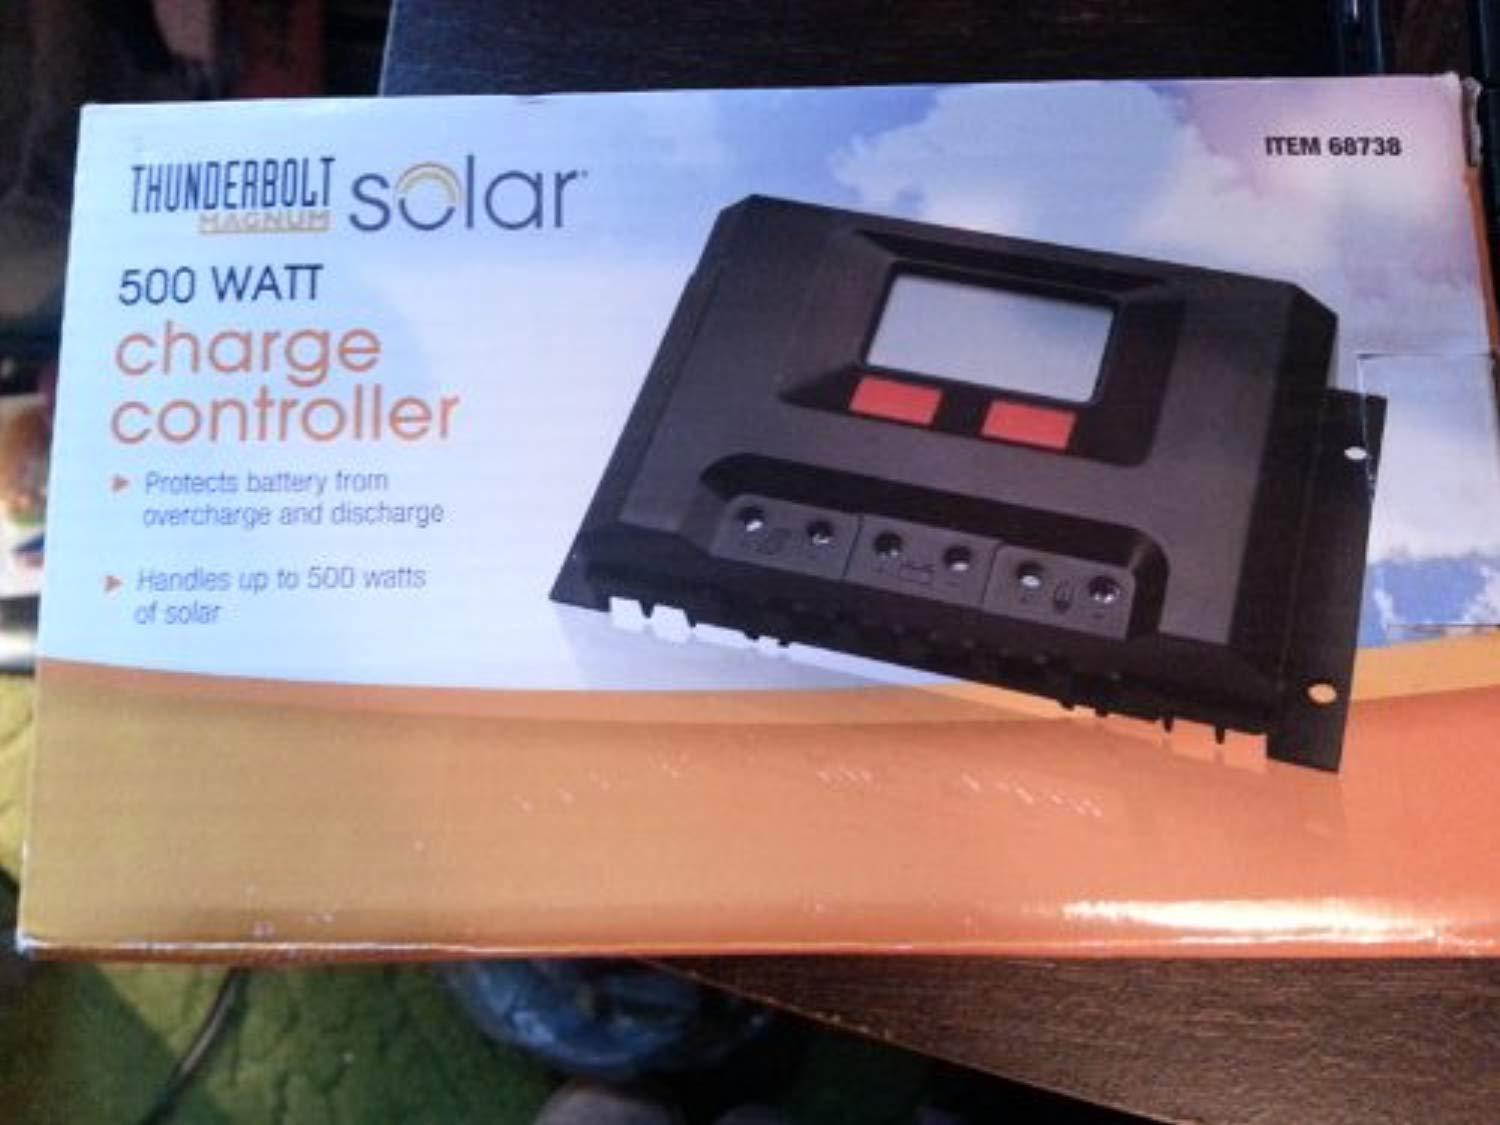 THUNDERBOLT
MAGNUM
solar
ITEM 68738
500 WATT
charge
controller
Protects battery from
overcharge and discharge
Handles up to 500 watts
of solar